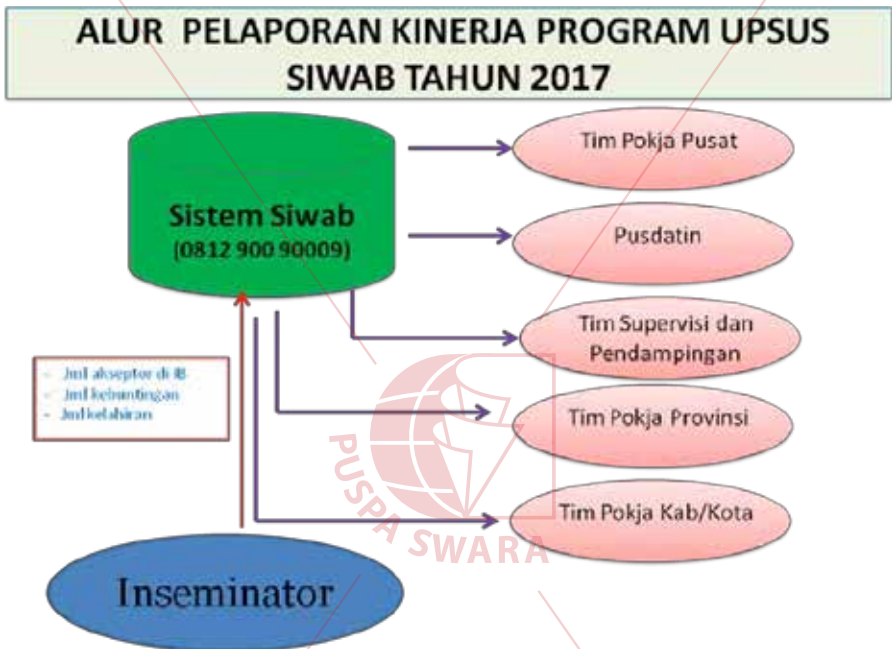 ALUR PELAPORAN KINERJA PROGRAM UPSUS
SIWAB TAHUN 2017
Sistem Siwab
(0812 900 90009)
Tim Pokja Pusat
Pusdatin
Tim Supervisi dan
Pendampingan
Tim Pokja Provinsi
Tim Pokja Kab/Kota
- Jml akseptor di IB
- Jml kebuntingan
- Jml kelahiran
Inseminator
PUSPA SWARA